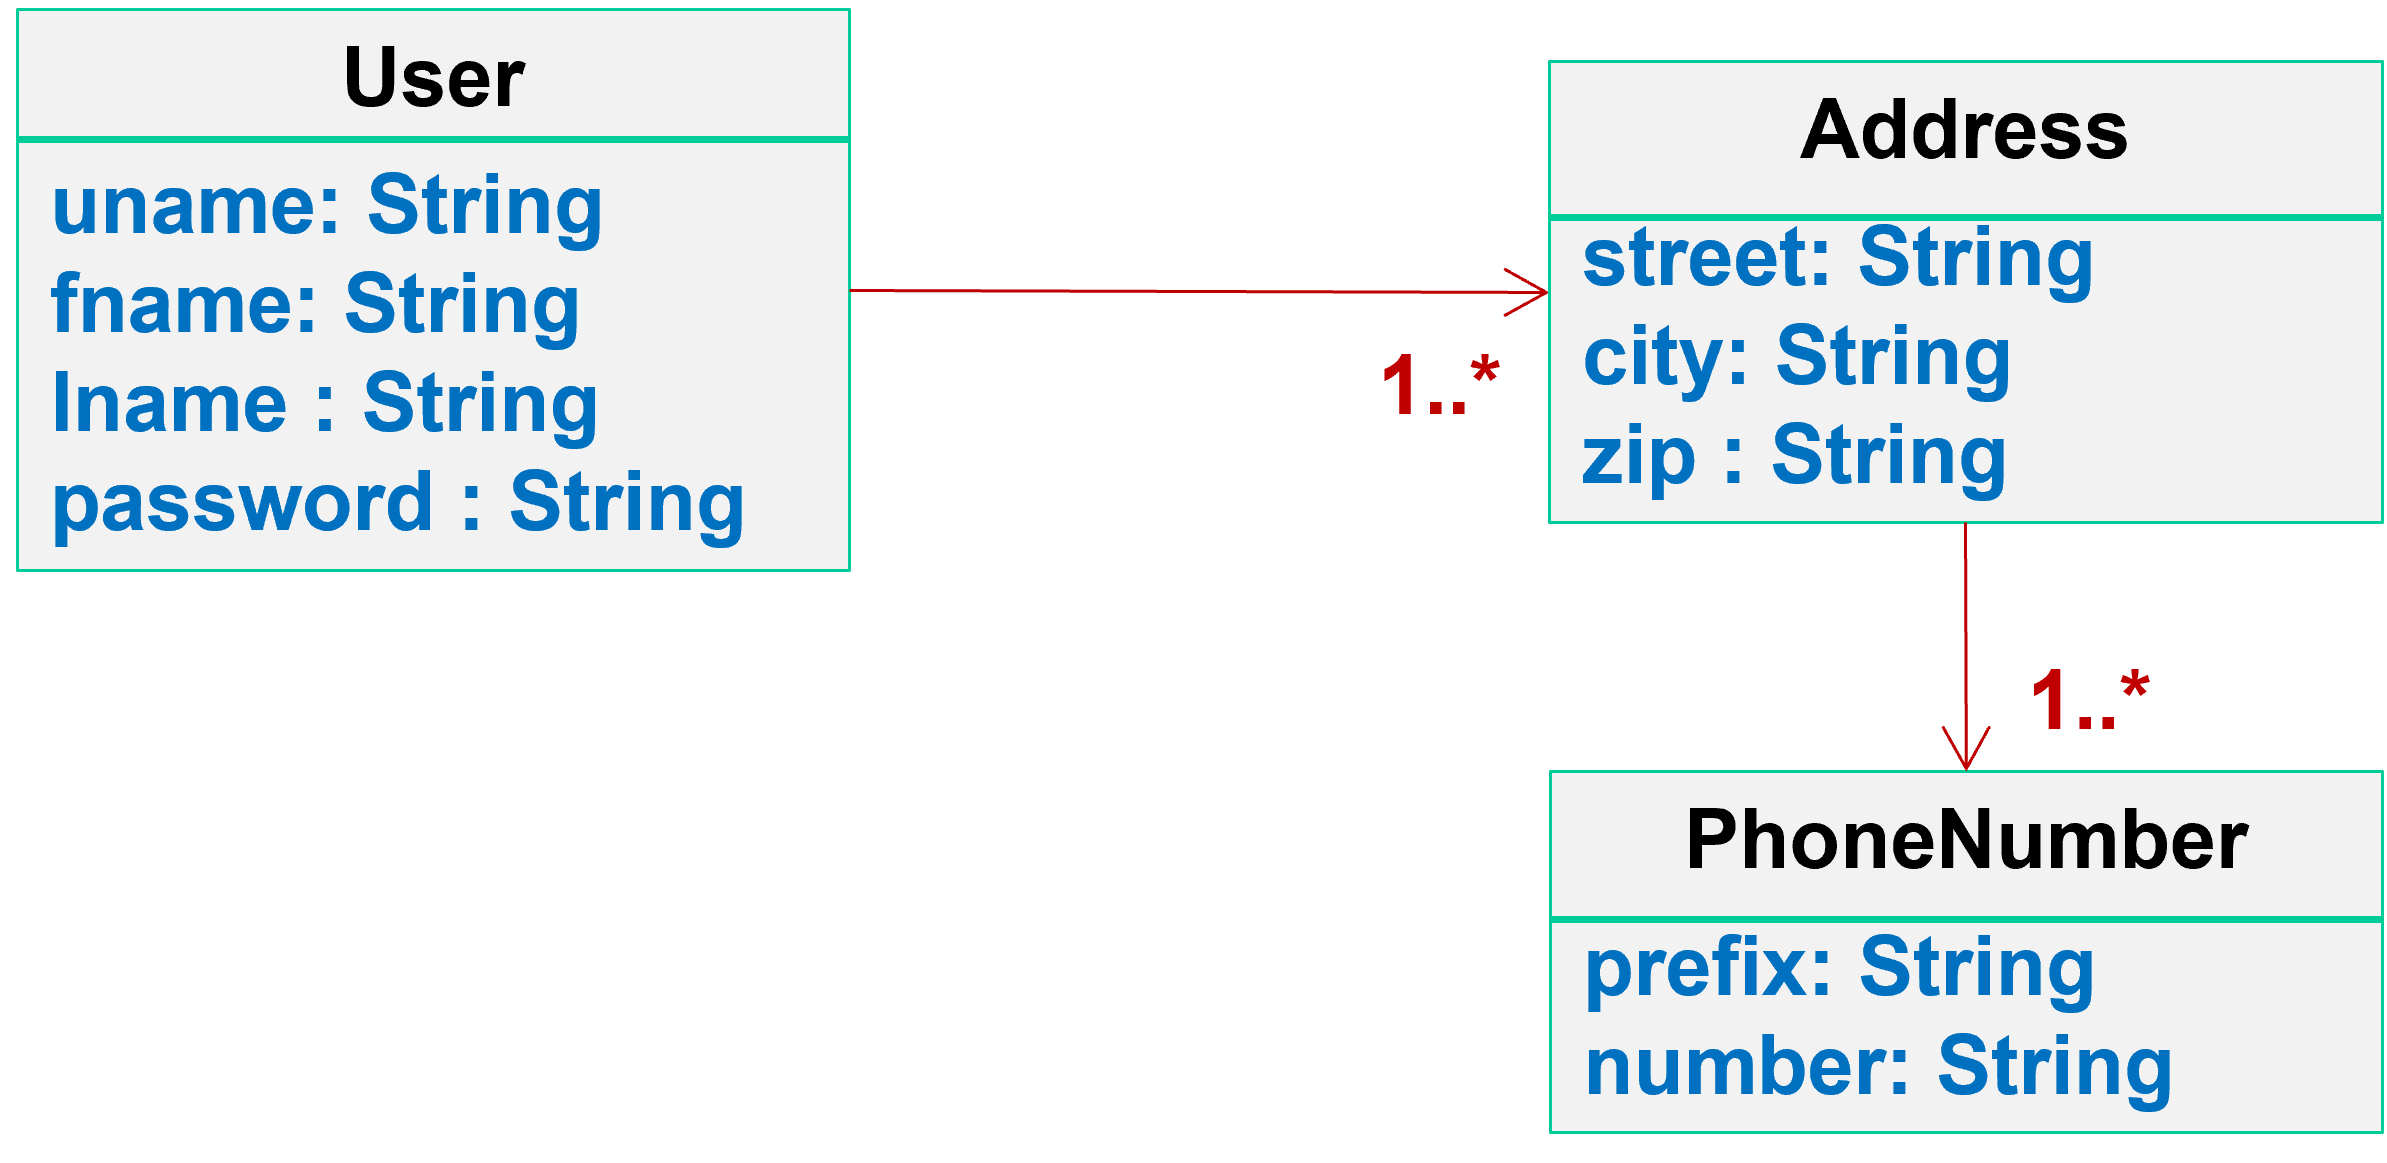 User
uname: String
fname: String
lname : String
password : String
1..*
Address
street: String
city: String
zip : String
1..*
PhoneNumber
prefix: String
number: String